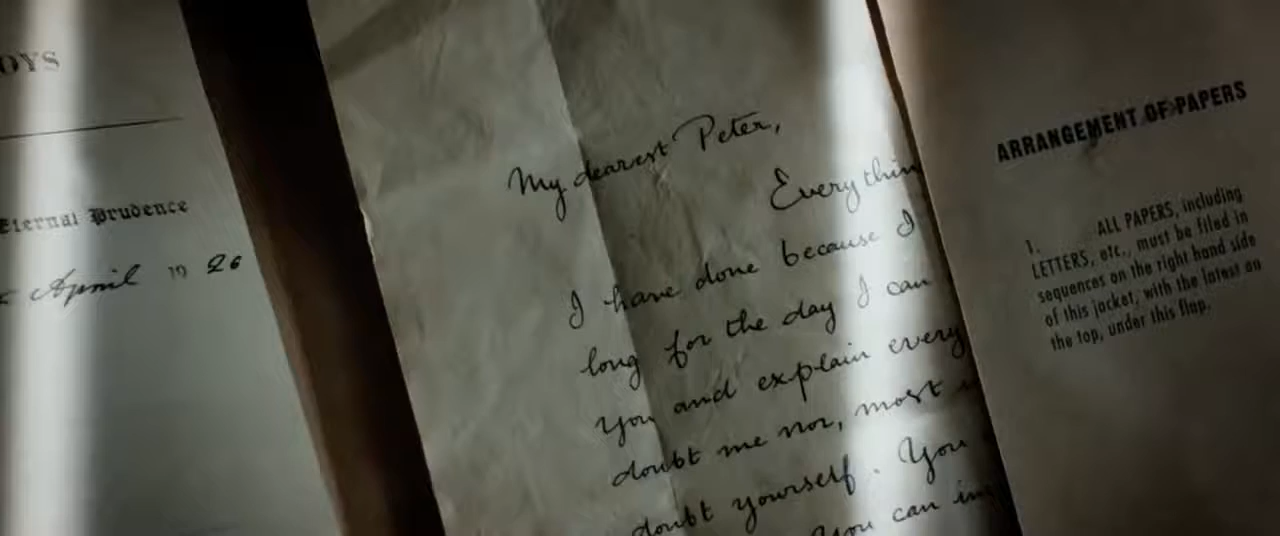 OYS
Eternal Prudence
April 19 26
My dearest Peter,
Everythin
I have done because I
long for the day I can
you and explain every
doubt me nor, most
doubt yourself. You
You can im
ARRANGEMENT OF PAPERS
1. ALL PAPERS, including
LETTERS, etc., must be filed in
sequences on the right hand side
of this jacket, with the latest on
the top, under this flap.